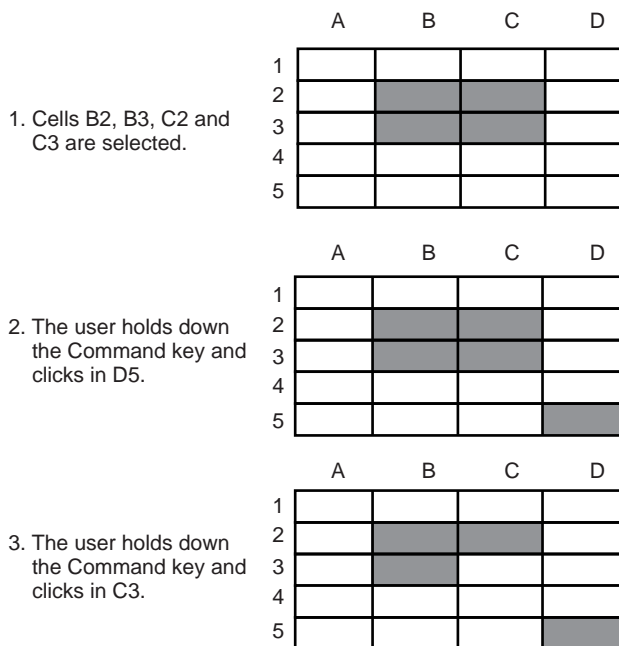 A B C D
1
2
3
4
5
1. Cells B2, B3, C2 and
C3 are selected.
A B C D
1
2
3
4
5
2. The user holds down
the Command key and
clicks in D5.
A B C D
1
2
3
4
5
3. The user holds down
the Command key and
clicks in C3.